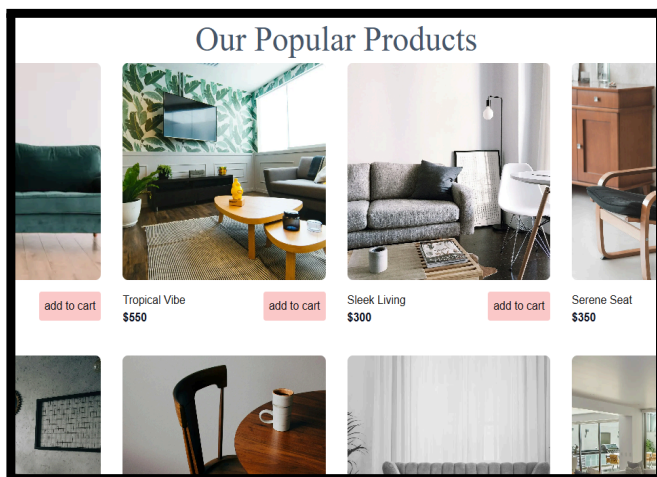 Our Popular Products
add to cart
Tropical Vibe
$550
add to cart
Sleek Living
$300
add to cart
Serene Seat
$350